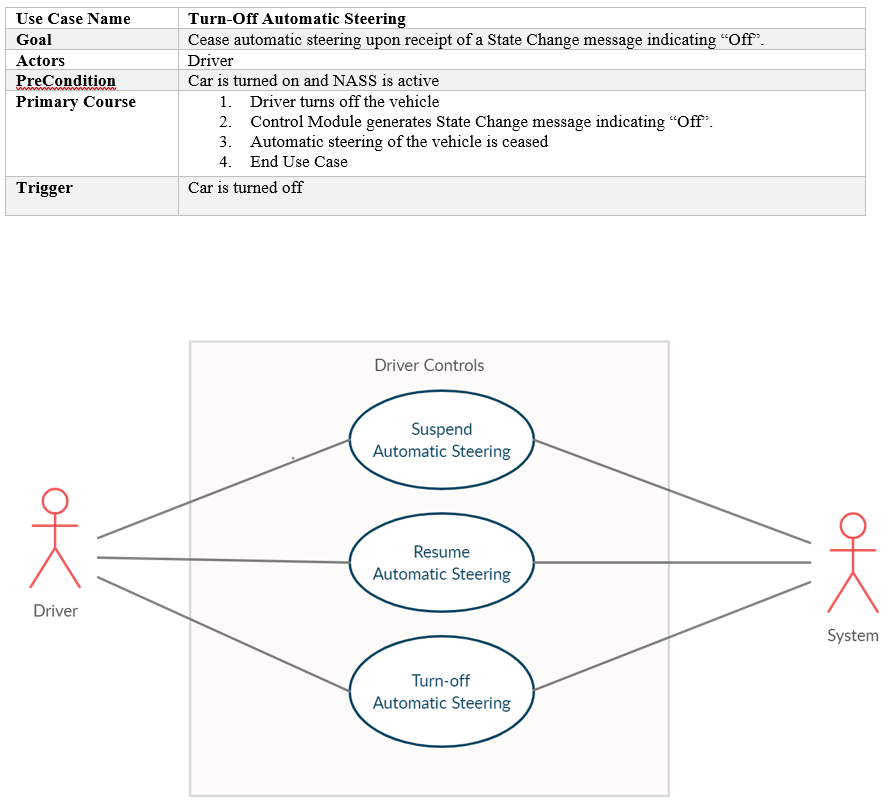 Use Case Name Turn-Off Automatic Steering
Goal Cease automatic steering upon receipt of a State Change message indicating “Off”.
Actors Driver
PreCondition Car is turned on and NASS is active
Primary Course 1. Driver turns off the vehicle
2. Control Module generates State Change message indicating “Off”.
3. Automatic steering of the vehicle is ceased
4. End Use Case
Trigger Car is turned off
Driver Controls
Suspend
Automatic Steering
Resume
Automatic Steering
Driver
System
Turn-off
Automatic Steering